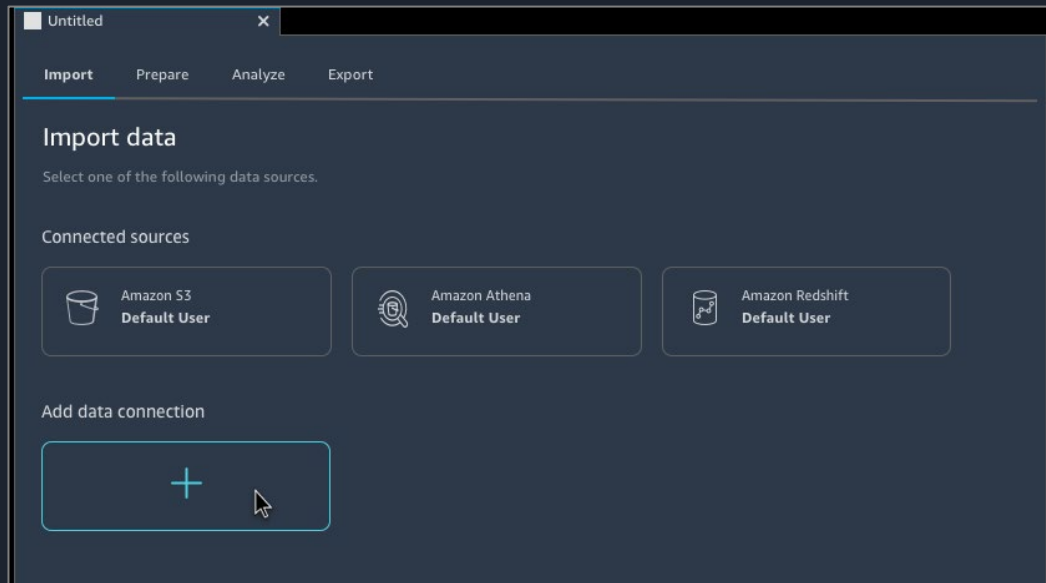 Untitled
Import Prepare Analyze Export
Import data
Select one of the following data sources.
Connected sources
Amazon S3
Default User
Amazon Athena
Default User
Amazon Redshift
Default User
Add data connection